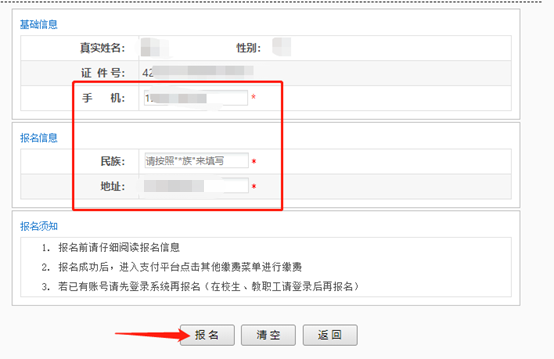 基础信息
真实姓名： 性别：
证 件 号： 42
手 机： 1 *
报名信息
民族： 请按照"*族"来填写 *
地址： *
报名须知
1. 报名前请仔细阅读报名信息
2. 报名成功后，进入支付平台点击其他缴费菜单进行缴费
3. 若已有账号请先登录系统再报名（在校生、教职工请登录后再报名）
报 名 清 空 返 回